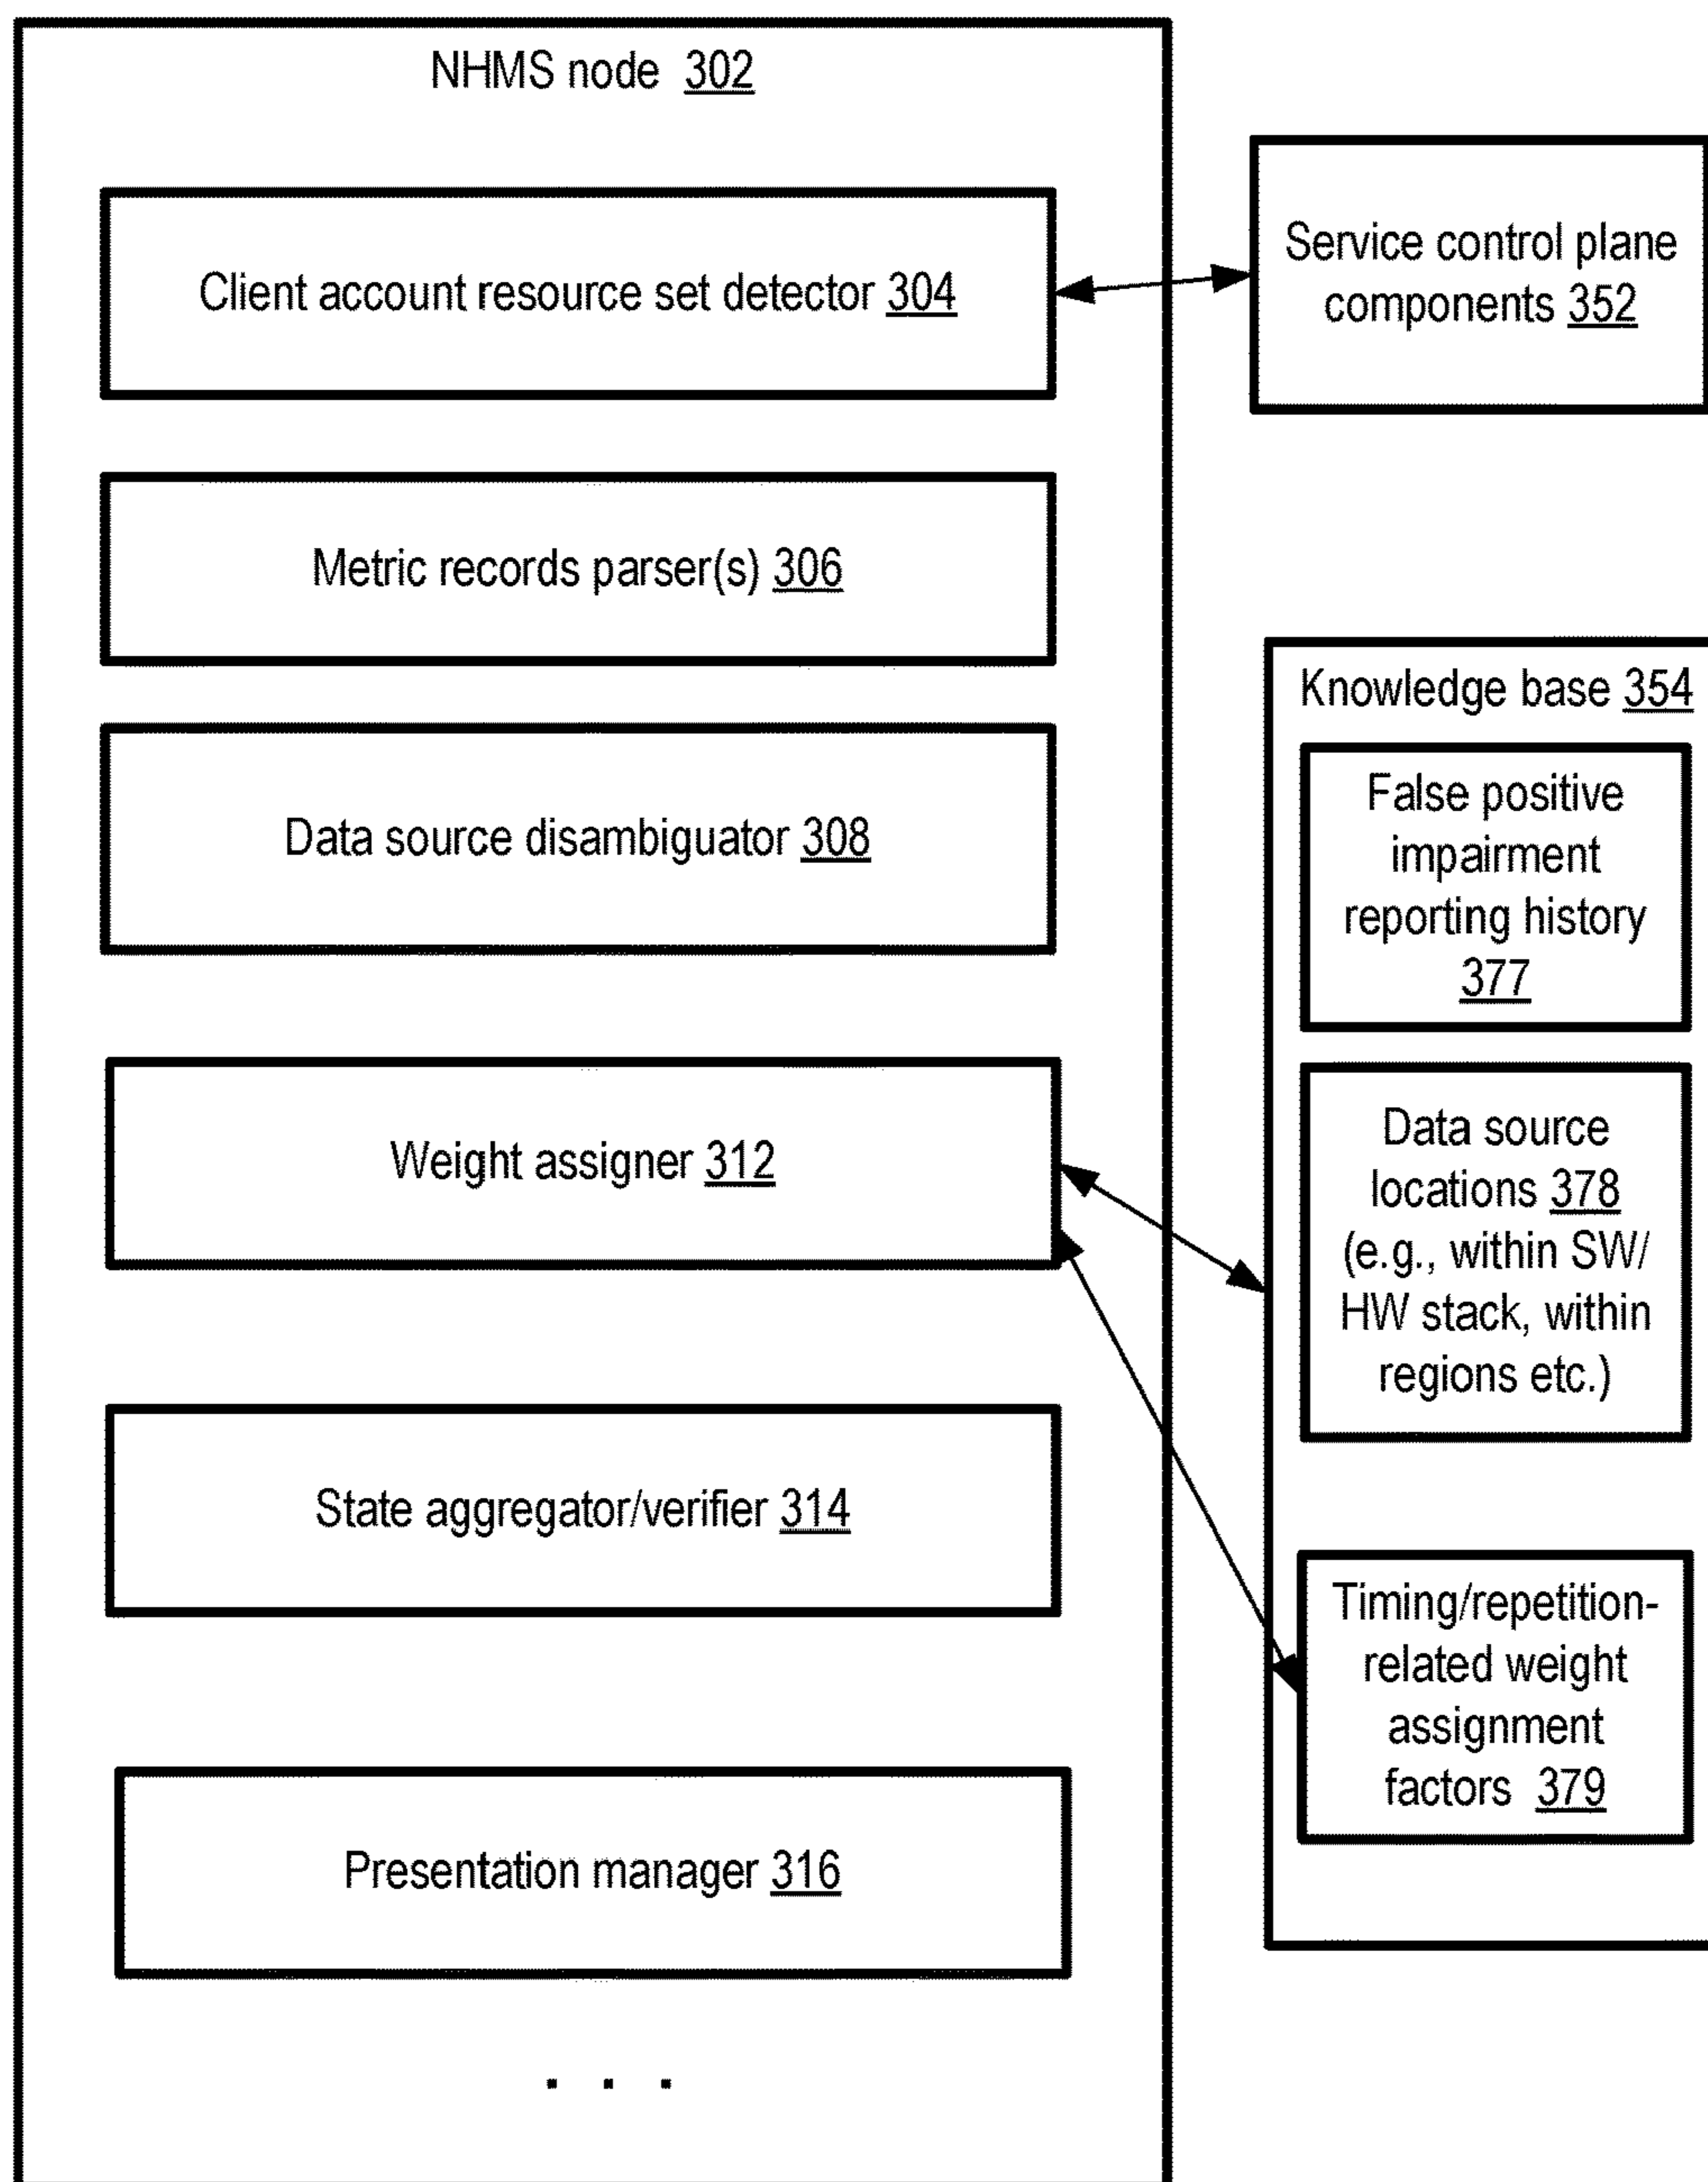 NHMS node 302
Client account resource set detector 304
Metric records parser(s) 306
Data source disambiguator 308
Weight assigner 312
State aggregator/verifier 314
Presentation manager 316
. . .
Service control plane
components 352
Knowledge base 354
False positive
impairment
reporting history
377
Data source
locations 378
(e.g., within SW/
HW stack, within
regions etc.)
Timing/repetition-
related weight
assignment
factors 379